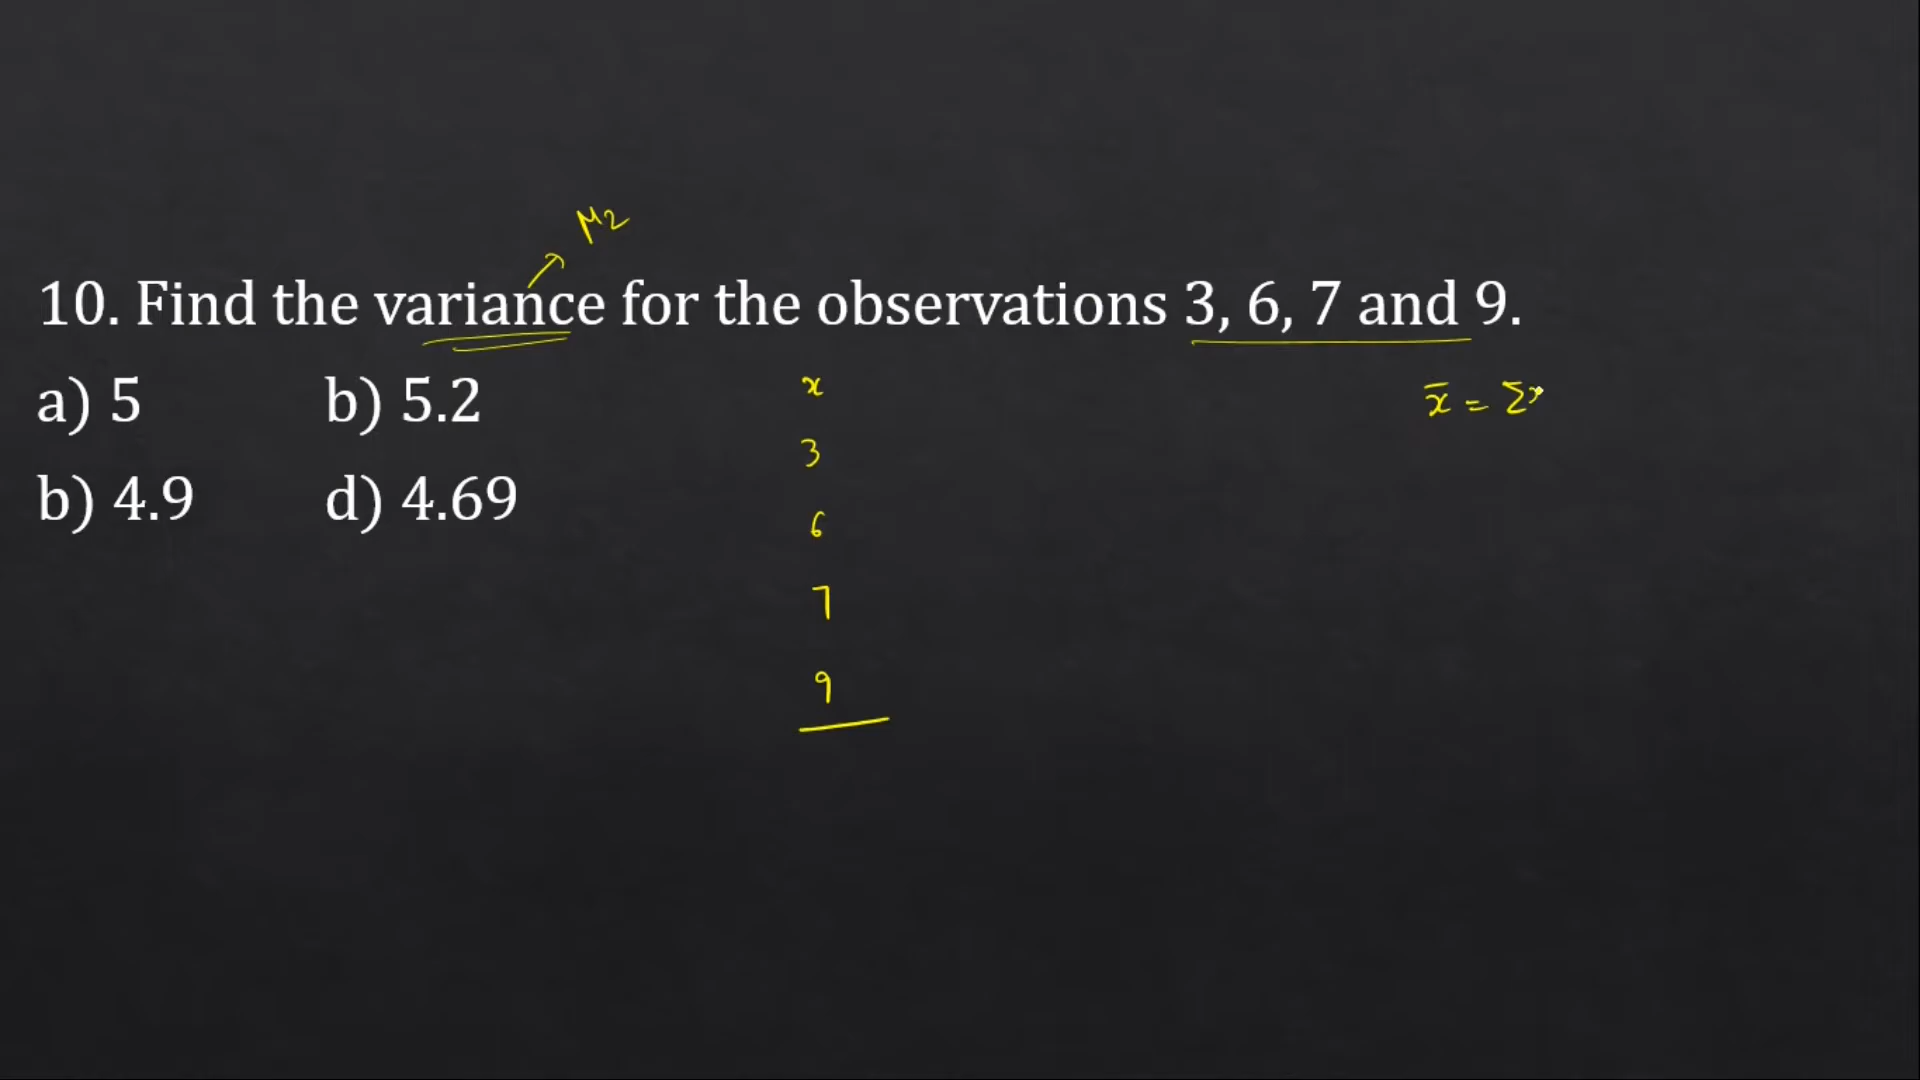 μ2
10. Find the variance for the observations 3, 6, 7 and 9.
a) 5 b) 5.2
b) 4.9 d) 4.69
x
3
6
7
9
x̄ = Σx